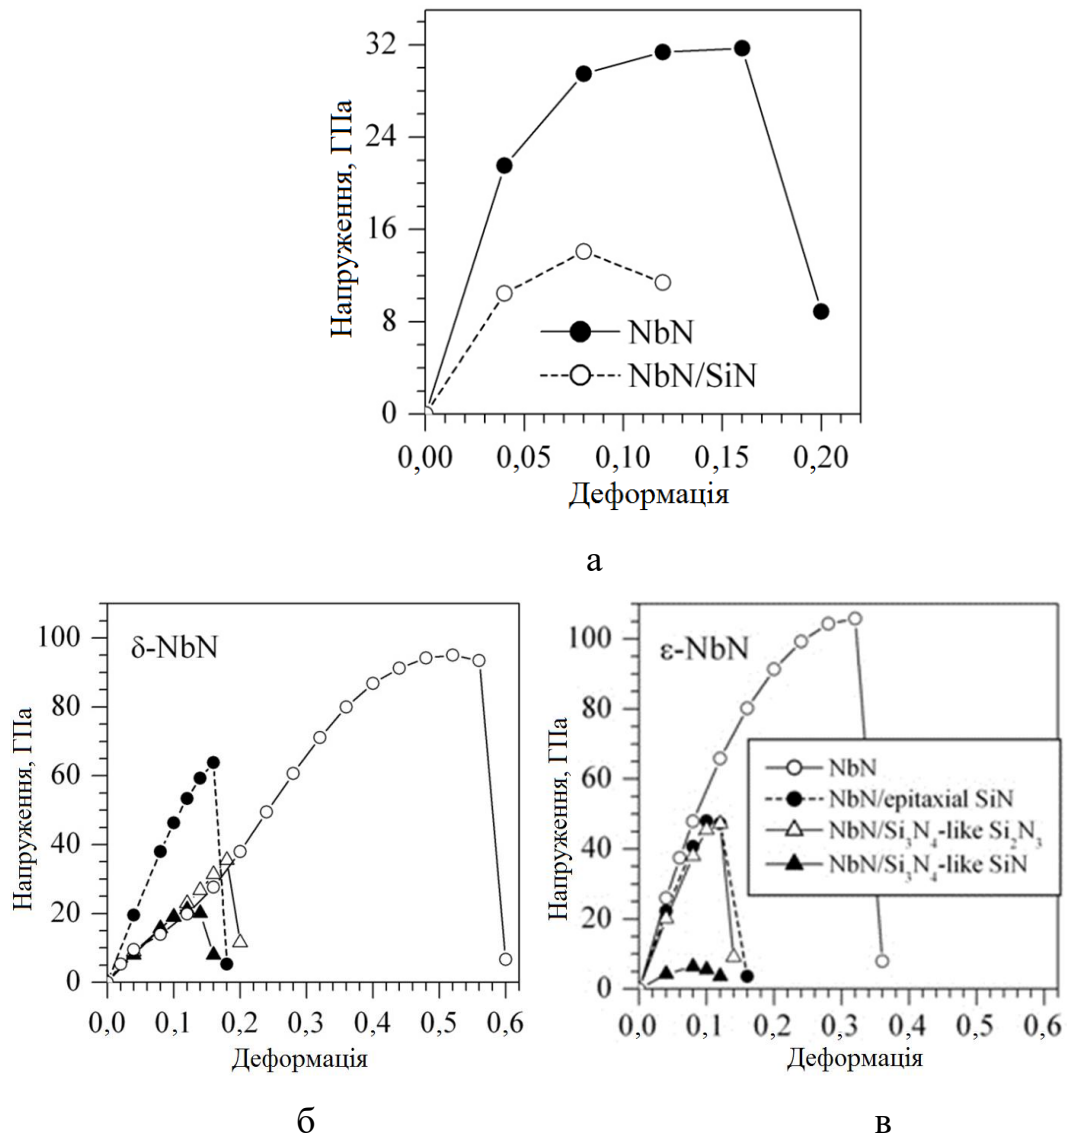 Напруження, ГПа
32
24
16
8
0
NbN
NbN/SiN
0,00 0,05 0,10 0,15 0,20
Деформація
а
δ-NbN
Напруження, ГПа
100
80
60
40
20
0
0,0 0,1 0,2 0,3 0,4 0,5 0,6
Деформація
б
ε-NbN
Напруження, ГПа
100
80
60
40
20
0
NbN
NbN/epitaxial SiN
NbN/Si₃N₄-like Si₂N₃
NbN/Si₃N₄-like SiN
0,0 0,1 0,2 0,3 0,4 0,5 0,6
Деформація
в